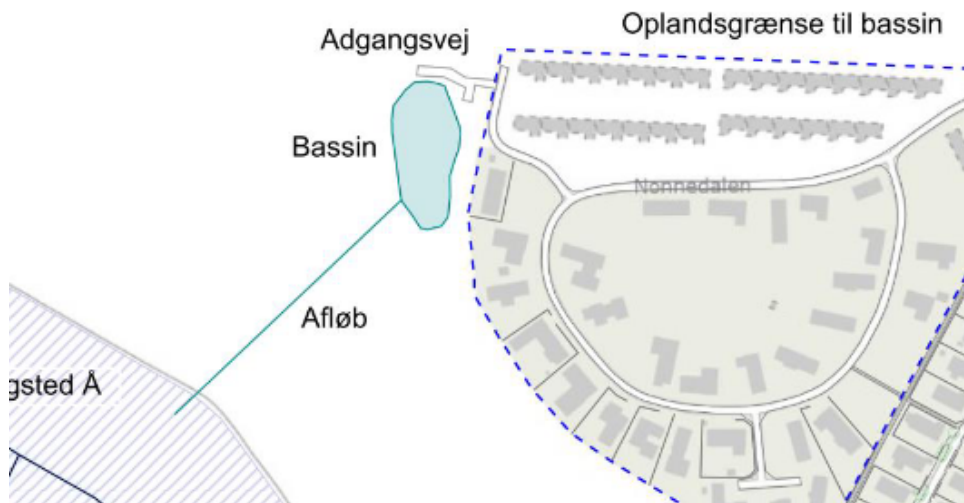 Oplandsgrænse til bassin
Adgangsvej
Bassin
Nonnedalen
Afløb
gsted Å